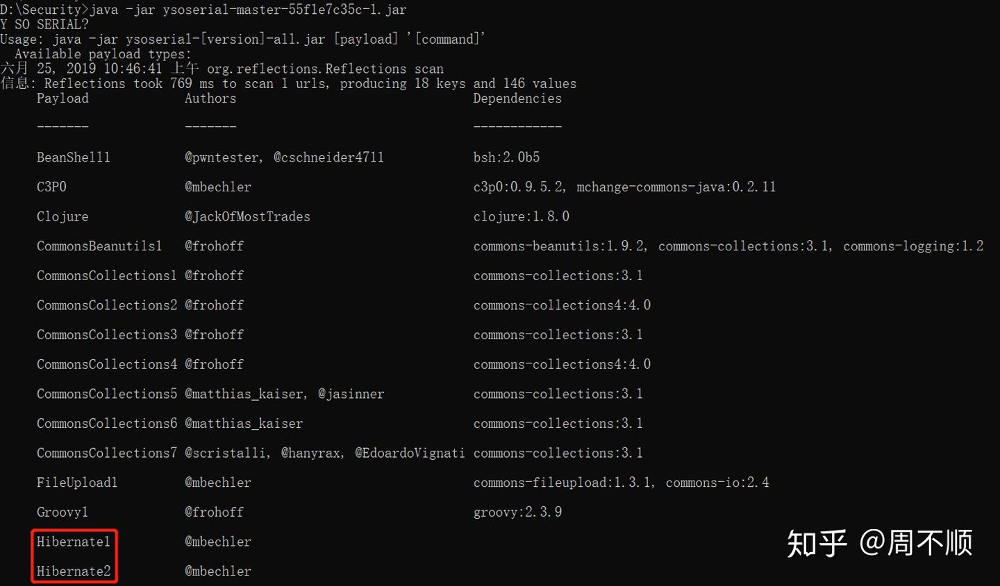 D:\Security>java -jar ysoserial-master-55f1e7c35c-1.jar
Y SO SERIAL?
Usage: java -jar ysoserial-[version]-all.jar [payload] '[command]'
Available payload types:
六月 25, 2019 10:46:41 上午 org.reflections.Reflections scan
信息: Reflections took 769 ms to scan 1 urls, producing 18 keys and 146 values
Payload Authors Dependencies
------- ------- ------------
BeanShell1 @pwntester, @cschneider4711 bsh:2.0b5
C3P0 @mbechler c3p0:0.9.5.2, mchange-commons-java:0.2.11
Clojure @JackOfMostTrades clojure:1.8.0
CommonsBeanutils1 @frohoff commons-beanutils:1.9.2, commons-collections:3.1, commons-logging:1.2
CommonsCollections1 @frohoff commons-collections:3.1
CommonsCollections2 @frohoff commons-collections4:4.0
CommonsCollections3 @frohoff commons-collections:3.1
CommonsCollections4 @frohoff commons-collections4:4.0
CommonsCollections5 @matthias_kaiser, @jasinner commons-collections:3.1
CommonsCollections6 @matthias_kaiser commons-collections:3.1
CommonsCollections7 @scristalli, @hanyrax, @EdoardoVignati commons-collections:3.1
FileUpload1 @mbechler commons-fileupload:1.3.1, commons-io:2.4
Groovy1 @frohoff groovy:2.3.9
Hibernate1 @mbechler
Hibernate2 @mbechler
知乎 @周不顺